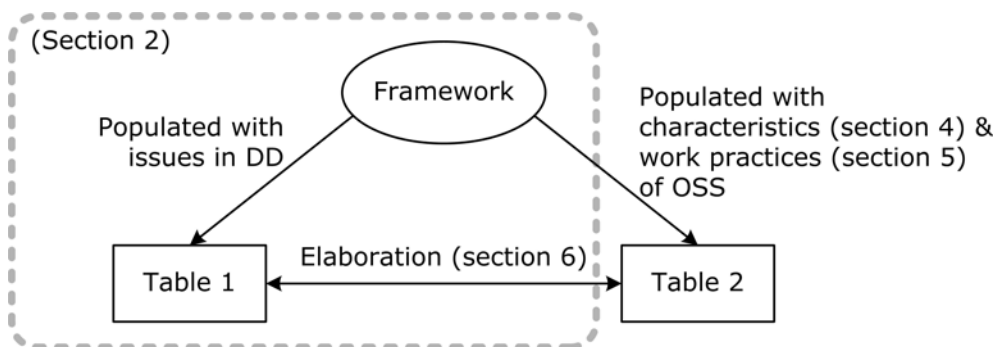 (Section 2)
Framework
Populated with
issues in DD
Populated with
characteristics (section 4) &
work practices (section 5)
of OSS
Elaboration (section 6)
Table 1
Table 2